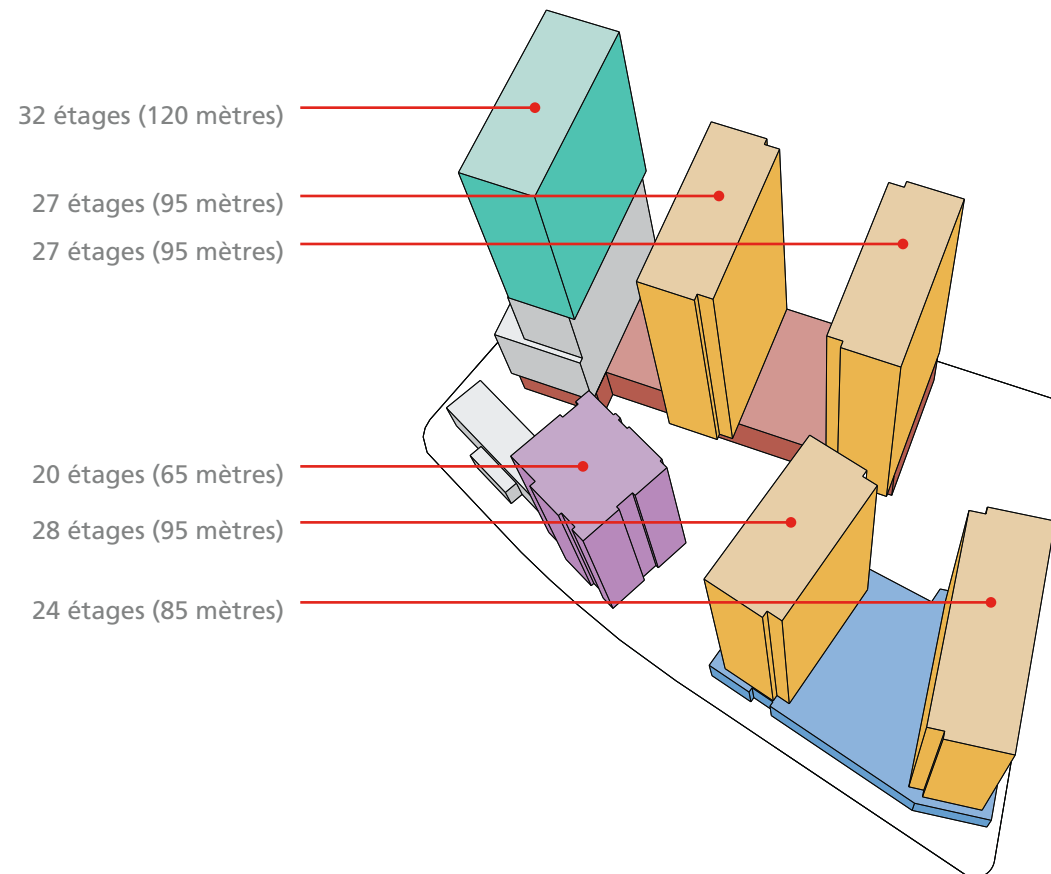 32 étages (120 mètres)
27 étages (95 mètres)
27 étages (95 mètres)
20 étages (65 mètres)
28 étages (95 mètres)
24 étages (85 mètres)